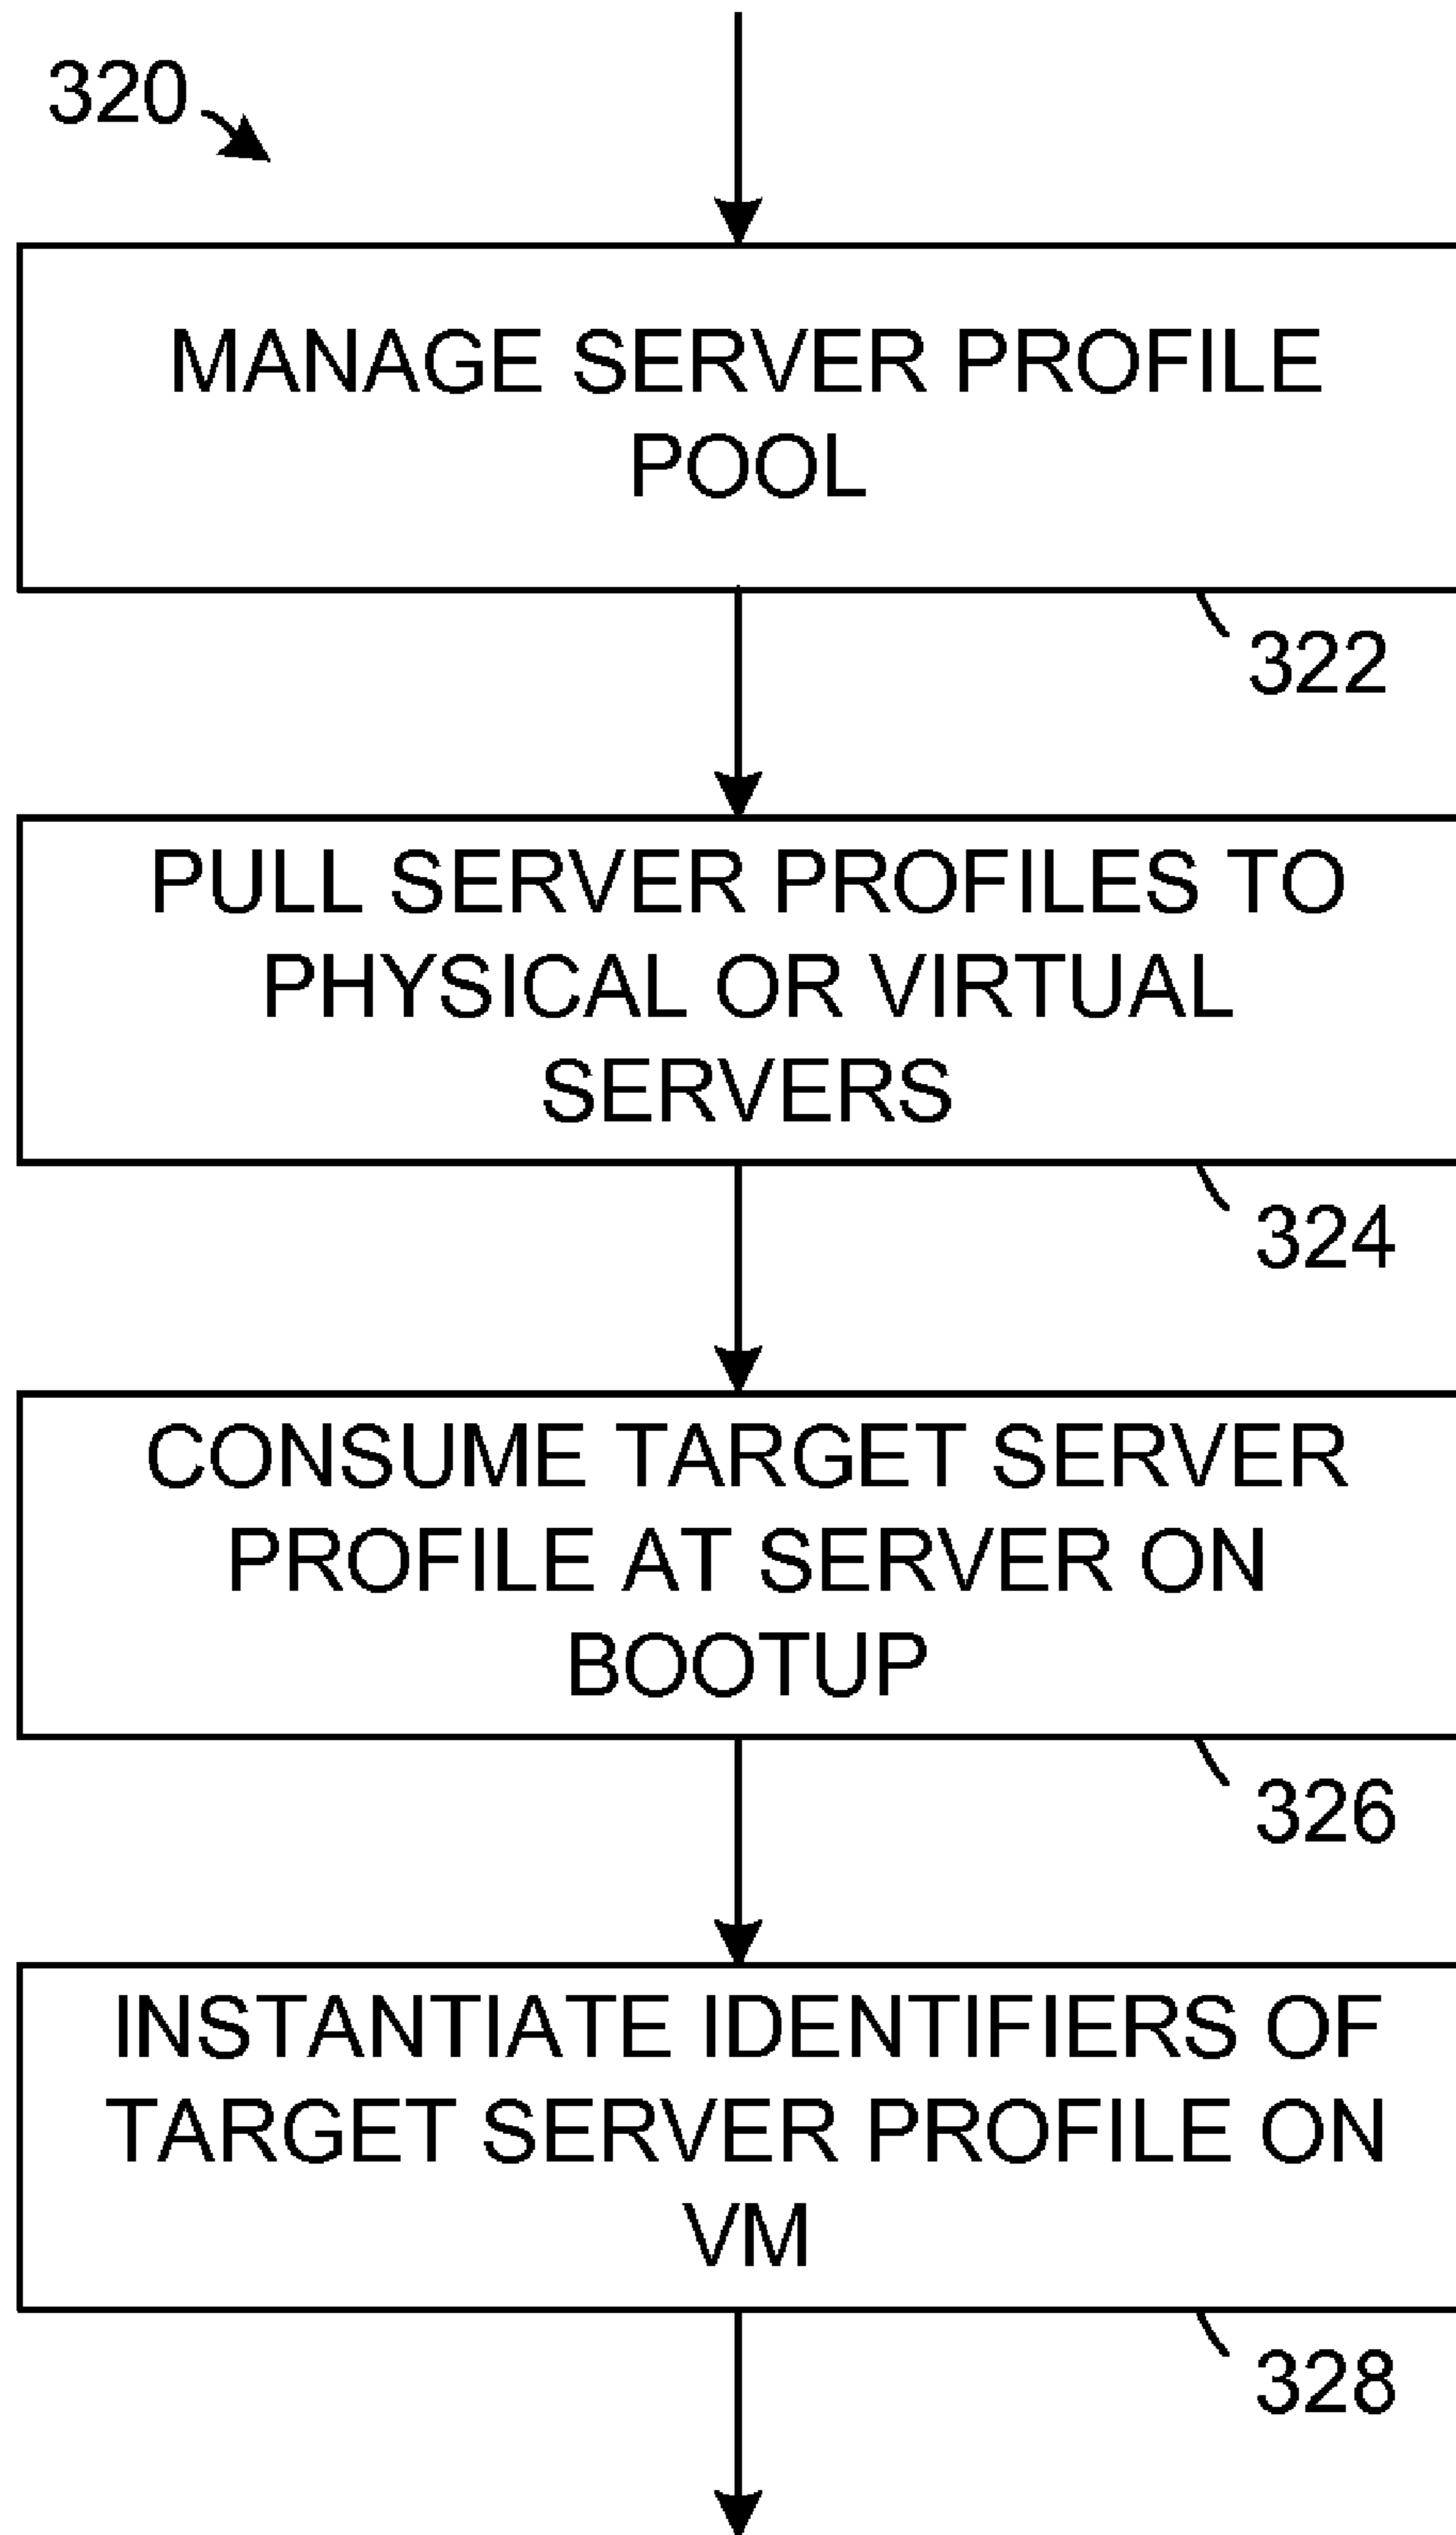 320
MANAGE SERVER PROFILE
POOL
322
PULL SERVER PROFILES TO
PHYSICAL OR VIRTUAL
SERVERS
324
CONSUME TARGET SERVER
PROFILE AT SERVER ON
BOOTUP
326
INSTANTIATE IDENTIFIERS OF
TARGET SERVER PROFILE ON
VM
328